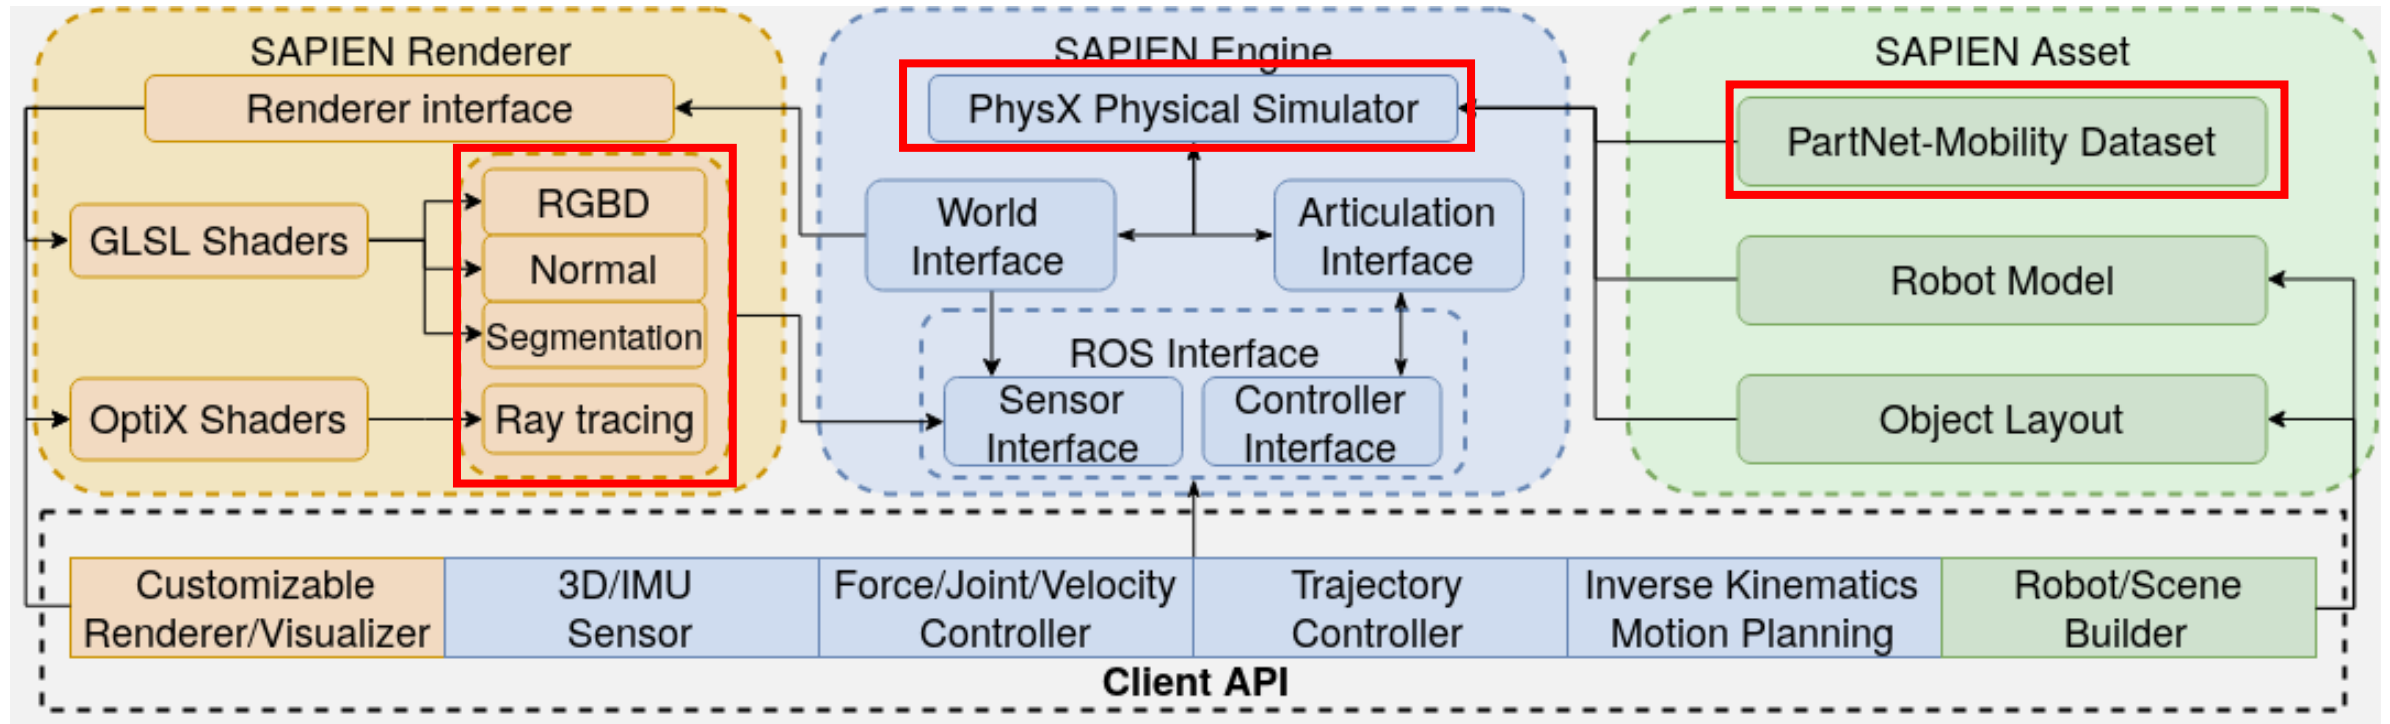 SAPIEN Renderer
Renderer interface
GLSL Shaders
OptiX Shaders
RGBD
Normal
Segmentation
Ray tracing
SAPIEN Engine
PhysX Physical Simulator
World
Interface
Articulation
Interface
ROS Interface
Sensor
Interface
Controller
Interface
SAPIEN Asset
PartNet-Mobility Dataset
Robot Model
Object Layout
Customizable
Renderer/Visualizer
3D/IMU
Sensor
Force/Joint/Velocity
Controller
Trajectory
Controller
Inverse Kinematics
Motion Planning
Robot/Scene
Builder
Client API